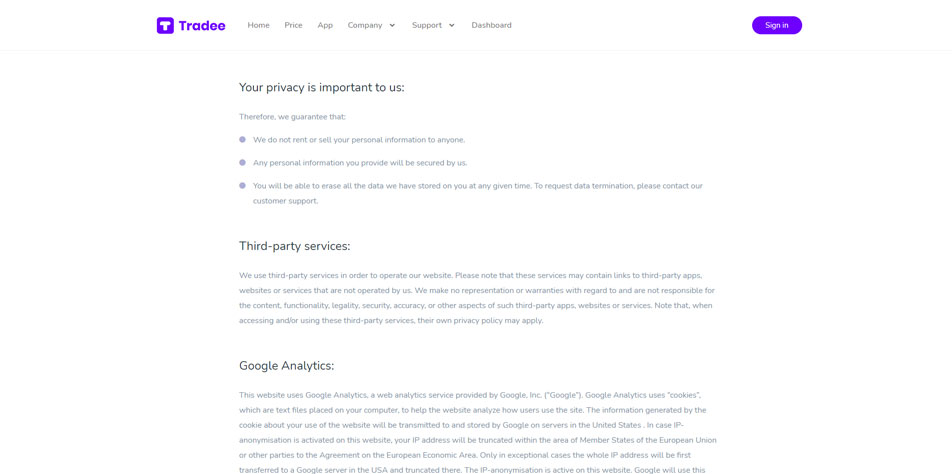 Tradee
Home Price App Company Support Dashboard
Sign in
Your privacy is important to us:
Therefore, we guarantee that:
We do not rent or sell your personal information to anyone.
Any personal information you provide will be secured by us.
You will be able to erase all the data we have stored on you at any given time. To request data termination, please contact our
customer support.
Third-party services:
We use third-party services in order to operate our website. Please note that these services may contain links to third-party apps,
websites or services that are not operated by us. We make no representation or warranties with regard to and are not responsible for
the content, functionality, legality, security, accuracy, or other aspects of such third-party apps, websites or services. Note that, when
accessing and/or using these third-party services, their own privacy policy may apply.
Google Analytics:
This website uses Google Analytics, a web analytics service provided by Google, Inc. ("Google"). Google Analytics uses "cookies",
which are text files placed on your computer, to help the website analyze how users use the site. The information generated by the
cookie about your use of the website will be transmitted to and stored by Google on servers in the United States . In case IP-
anonymisation is activated on this website, your IP address will be truncated within the area of Member States of the European Union
or other parties to the Agreement on the European Economic Area. Only in exceptional cases the whole IP address will be first
transferred to a Google server in the USA and truncated there. The IP-anonymisation is active on this website. Google will use this